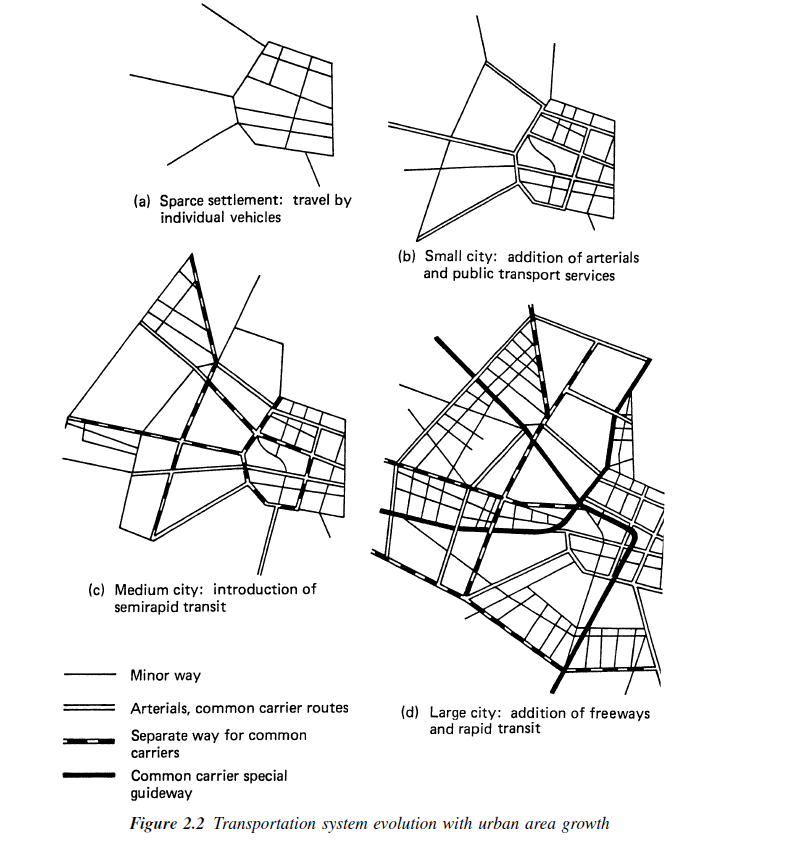 (a) Sparce settlement: travel by
individual vehicles
(b) Small city: addition of arterials
and public transport services
(c) Medium city: introduction of
semirapid transit
(d) Large city: addition of freeways
and rapid transit
Minor way
Arterials, common carrier routes
Separate way for common
carriers
Common carrier special
guideway
Figure 2.2 Transportation system evolution with urban area growth